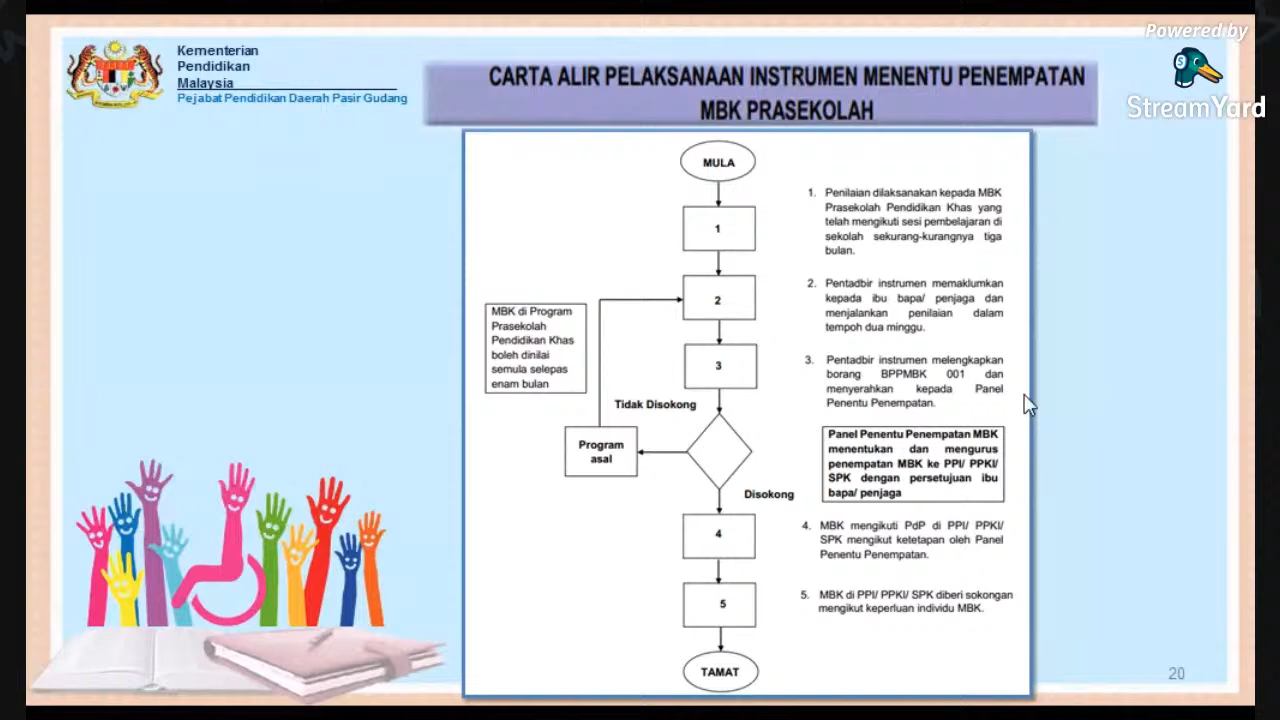 Powered by
StreamYard
Kementerian
Pendidikan
Malaysia
Pejabat Pendidikan Daerah Pasir Gudang
CARTA ALIR PELAKSANAAN INSTRUMEN MENENTU PENEMPATAN
MBK PRASEKOLAH
MULA
1
2
3
MBK di Program
Prasekolah
Pendidikan Khas
boleh dinilai
semula selepas
enam bulan
Tidak Disokong
Program
asal
Disokong
4
5
TAMAT
1. Penilaian dilaksanakan kepada MBK
Prasekolah Pendidikan Khas yang
telah mengikuti sesi pembelajaran di
sekolah sekurang-kurangnya tiga
bulan.
2. Pentadbir instrumen memaklumkan
kepada ibu bapa/ penjaga dan
menjalankan penilaian dalam
tempoh dua minggu.
3. Pentadbir instrumen melengkapkan
borang BPPMBK 001 dan
menyerahkan kepada Panel
Penentu Penempatan.
Panel Penentu Penempatan MBK
menentukan dan mengurus
penempatan MBK ke PPI/ PPKI/
SPK dengan persetujuan ibu
bapa/ penjaga
4. MBK mengikuti PdP di PPI/ PPKI/
SPK mengikut ketetapan oleh Panel
Penentu Penempatan.
5. MBK di PPI/ PPKI/ SPK diberi sokongan
mengikut keperluan individu MBK.
20